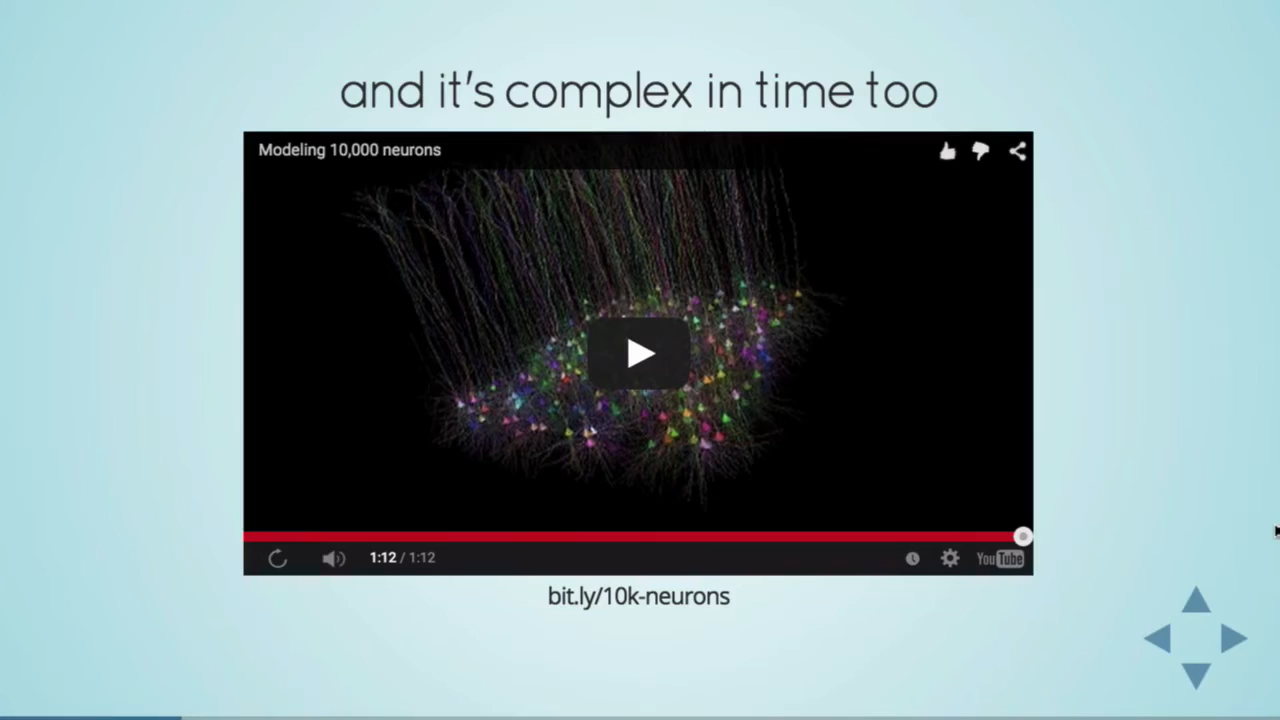 and it's complex in time too
Modeling 10,000 neurons
1:12 / 1:12
YouTube
bit.ly/10k-neurons